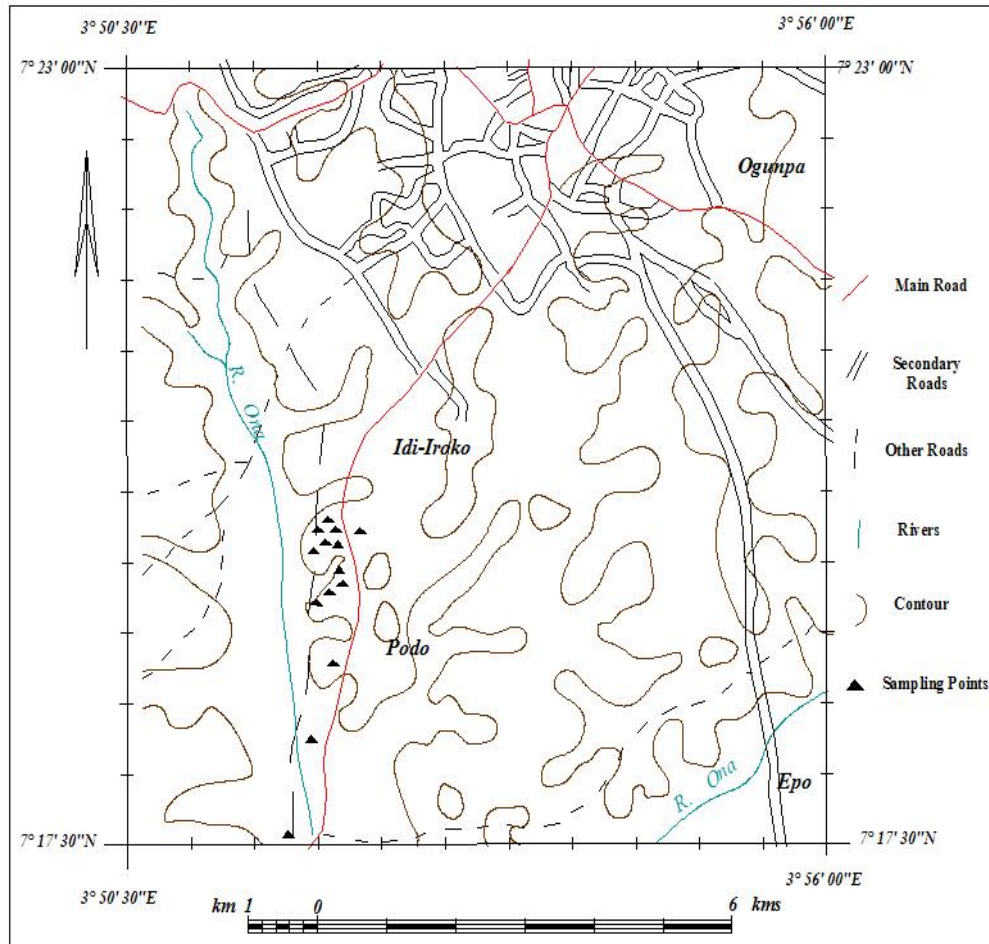 3° 50' 30"E
3° 56' 00"E
7° 23' 00"N
7° 23' 00"N
Ogunpa
Main Road
Secondary
Roads
R. Ona
Idi-Iroko
Other Roads
Rivers
Contour
Podo
Sampling Points
R. Ona
Epo
7° 17' 30"N
7° 17' 30"N
3° 50' 30"E
3° 56' 00"E
km 1 0 6 kms